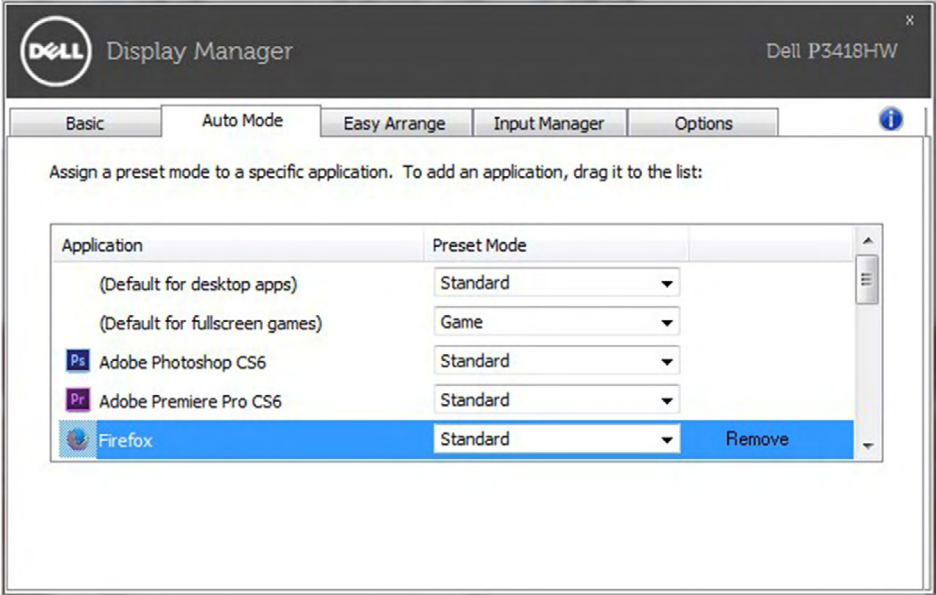 DELL Display Manager
x
Dell P3418HW
Basic Auto Mode Easy Arrange Input Manager Options i
Assign a preset mode to a specific application. To add an application, drag it to the list:
Application Preset Mode
(Default for desktop apps) Standard
(Default for fullscreen games) Game
Ps Adobe Photoshop CS6 Standard
Pr Adobe Premiere Pro CS6 Standard
Firefox Standard Remove